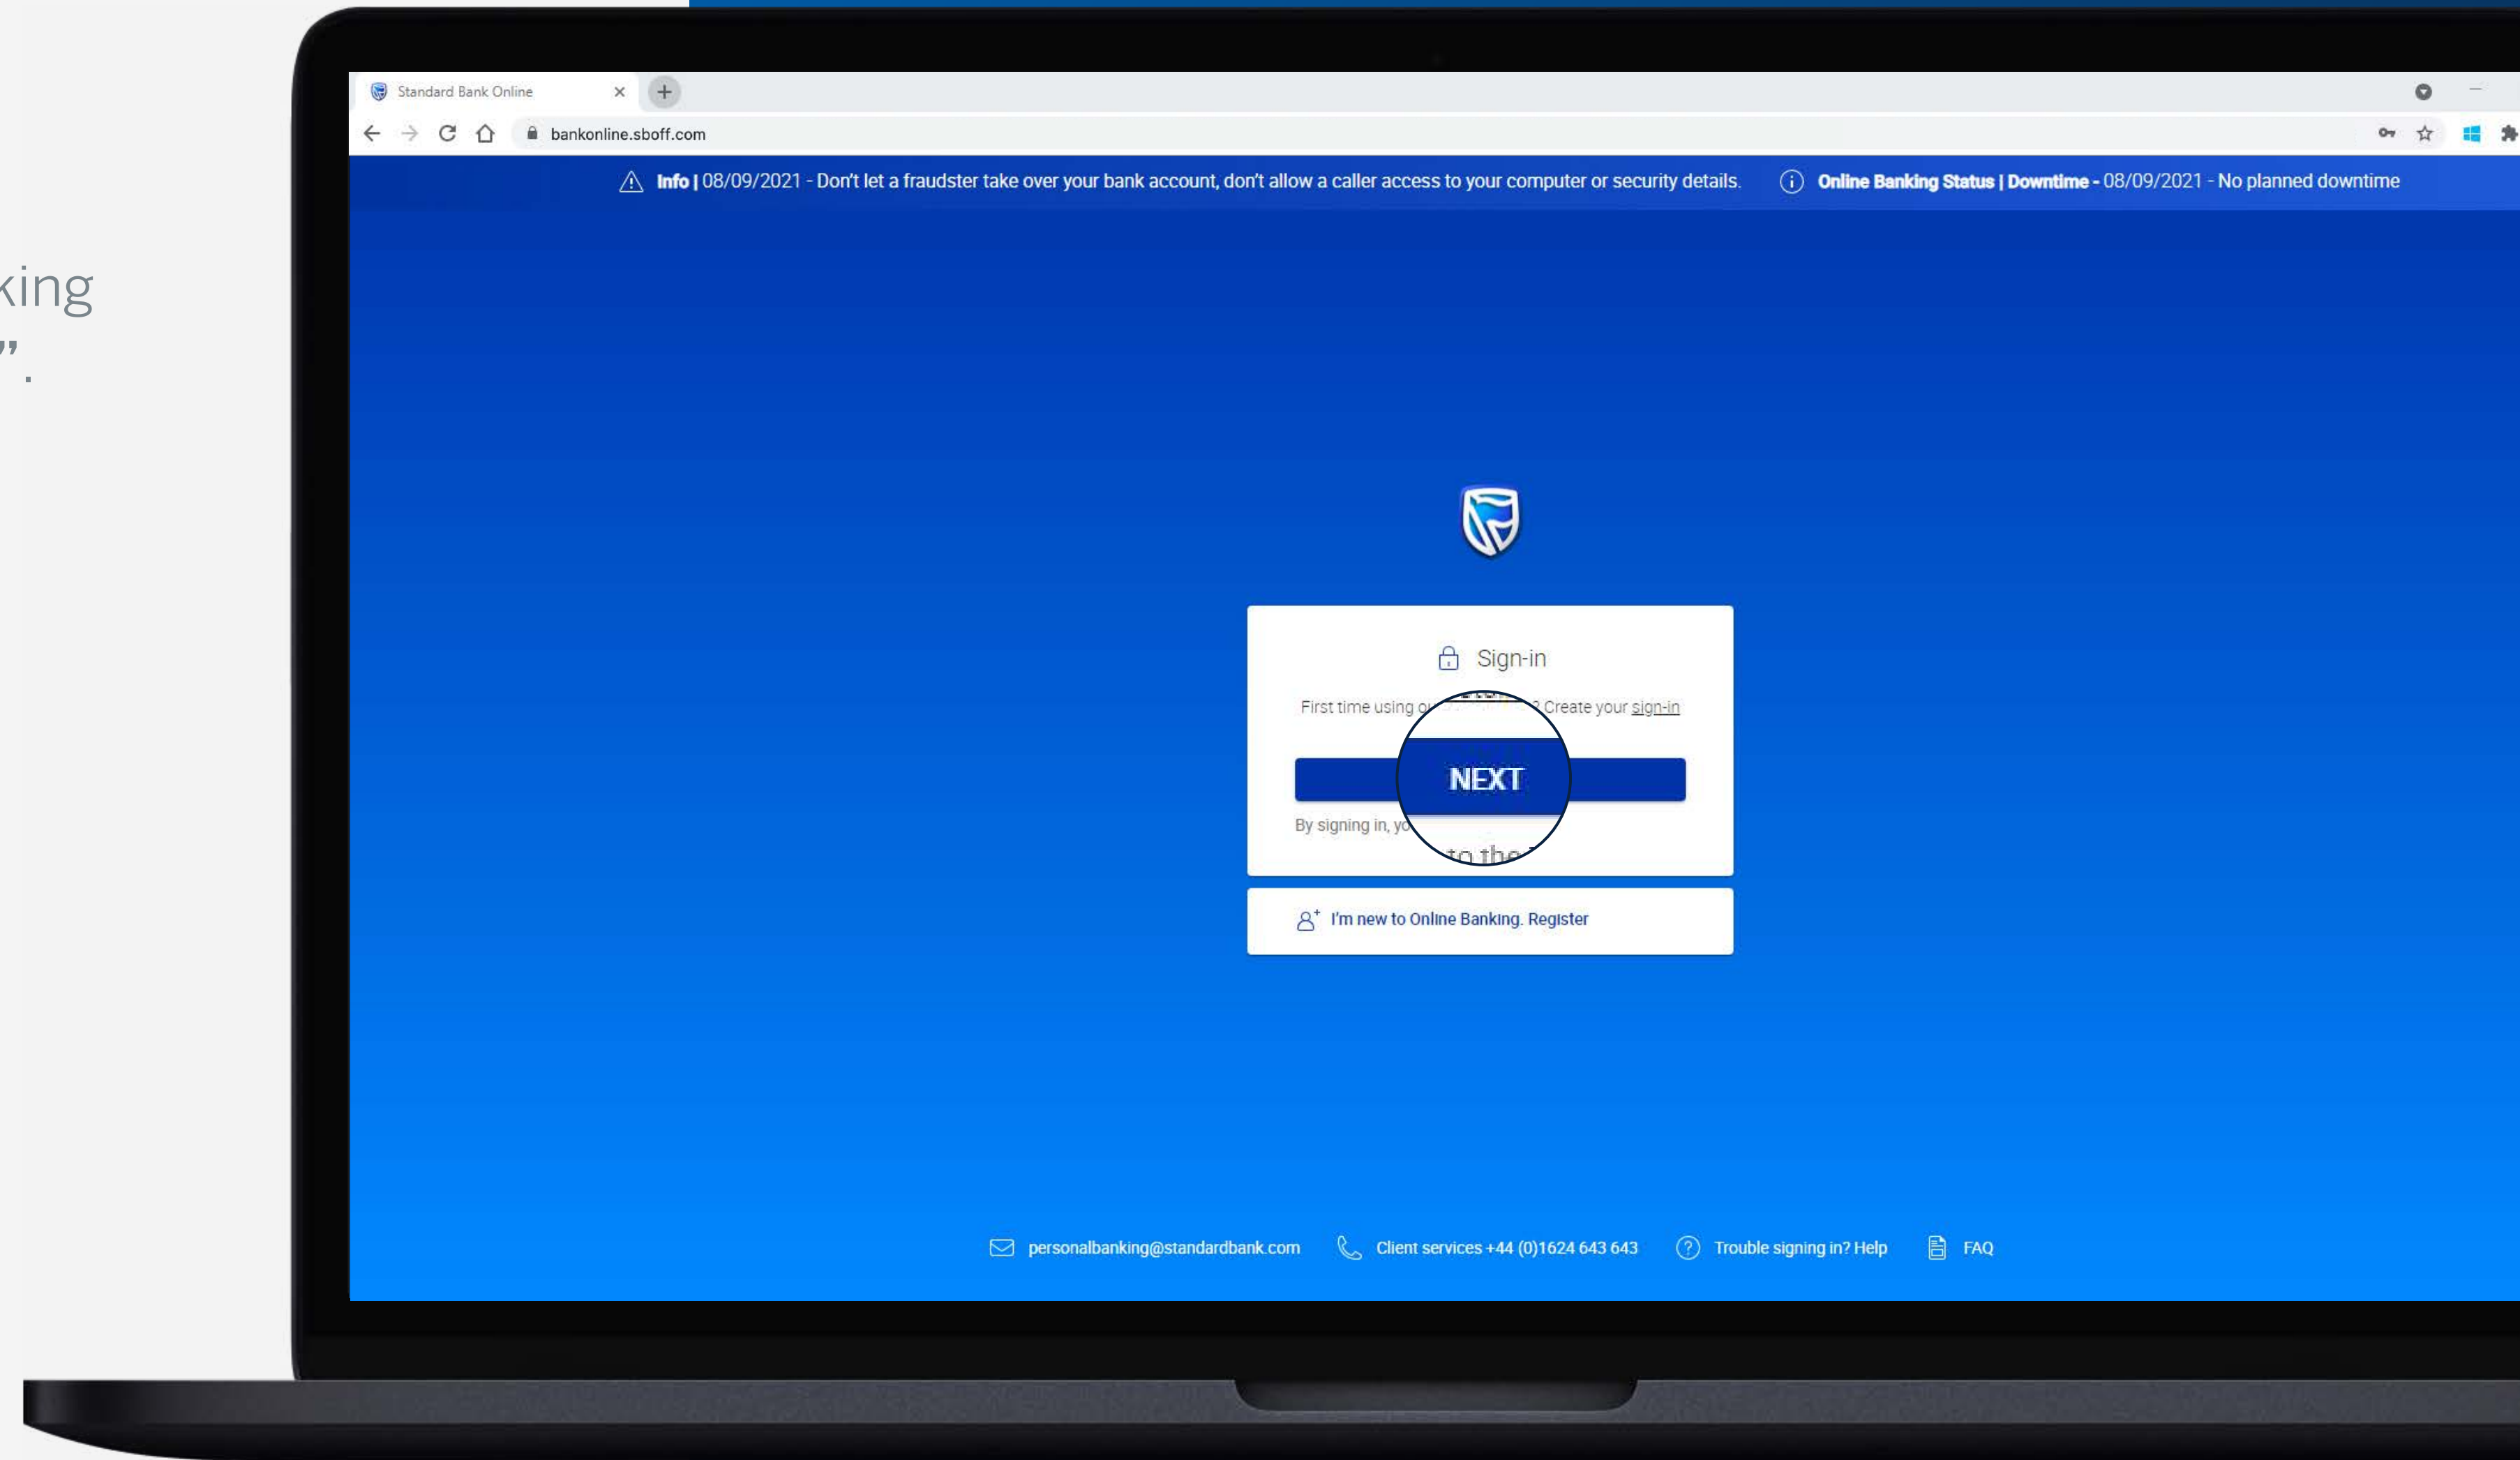 Standard Bank Online
bankonline.sboff.com
Info | 08/09/2021 - Don't let a fraudster take over your bank account, don't allow a caller access to your computer or security details.
Online Banking Status | Downtime - 08/09/2021 - No planned downtime
king
”.
Sign-in
First time using ? Create your sign-in
NEXT
By signing in,
to the
I'm new to Online Banking. Register
personalbanking@standardbank.com
Client services +44 (0)1624 643 643
Trouble signing in? Help
FAQ